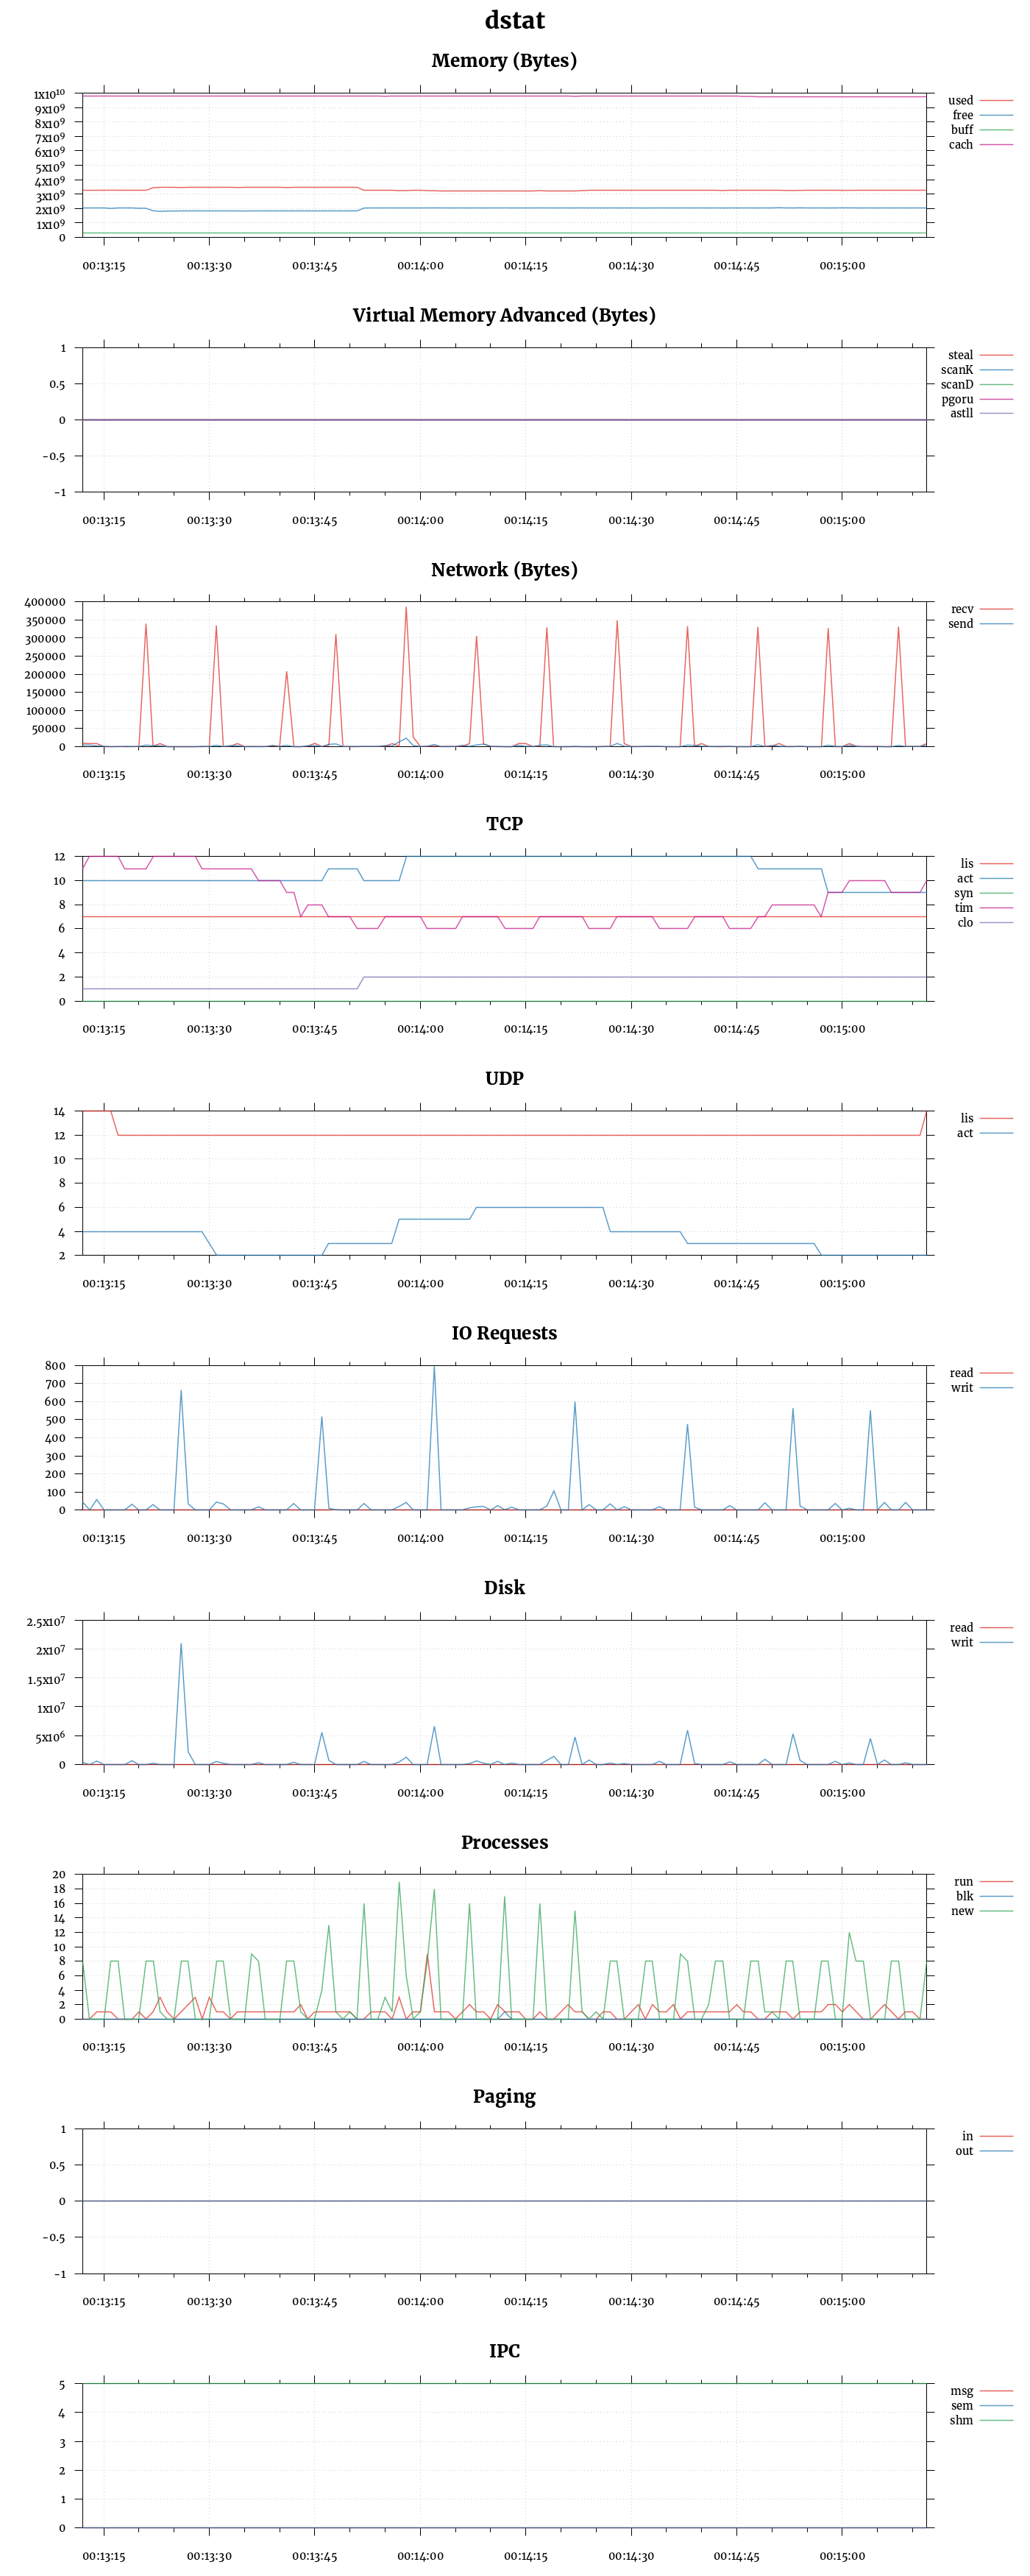 dstat
Memory (Bytes)
1x10¹⁰
9x10⁹
8x10⁹
7x10⁹
6x10⁹
5x10⁹
4x10⁹
3x10⁹
2x10⁹
1x10⁹
0
used
free
buff
cach
00:13:15 00:13:30 00:13:45 00:14:00 00:14:15 00:14:30 00:14:45 00:15:00
Virtual Memory Advanced (Bytes)
1
0.5
0
-0.5
-1
steal
scanK
scanD
pgoru
astll
00:13:15 00:13:30 00:13:45 00:14:00 00:14:15 00:14:30 00:14:45 00:15:00
Network (Bytes)
400000
350000
300000
250000
200000
150000
100000
50000
0
recv
send
00:13:15 00:13:30 00:13:45 00:14:00 00:14:15 00:14:30 00:14:45 00:15:00
TCP
12
10
8
6
4
2
0
lis
act
syn
tim
clo
00:13:15 00:13:30 00:13:45 00:14:00 00:14:15 00:14:30 00:14:45 00:15:00
UDP
14
12
10
8
6
4
2
lis
act
00:13:15 00:13:30 00:13:45 00:14:00 00:14:15 00:14:30 00:14:45 00:15:00
IO Requests
800
700
600
500
400
300
200
100
0
read
writ
00:13:15 00:13:30 00:13:45 00:14:00 00:14:15 00:14:30 00:14:45 00:15:00
Disk
2.5x10⁷
2x10⁷
1.5x10⁷
1x10⁷
5x10⁶
0
read
writ
00:13:15 00:13:30 00:13:45 00:14:00 00:14:15 00:14:30 00:14:45 00:15:00
Processes
20
18
16
14
12
10
8
6
4
2
0
run
blk
new
00:13:15 00:13:30 00:13:45 00:14:00 00:14:15 00:14:30 00:14:45 00:15:00
Paging
1
0.5
0
-0.5
-1
in
out
00:13:15 00:13:30 00:13:45 00:14:00 00:14:15 00:14:30 00:14:45 00:15:00
IPC
5
4
3
2
1
0
msg
sem
shm
00:13:15 00:13:30 00:13:45 00:14:00 00:14:15 00:14:30 00:14:45 00:15:00